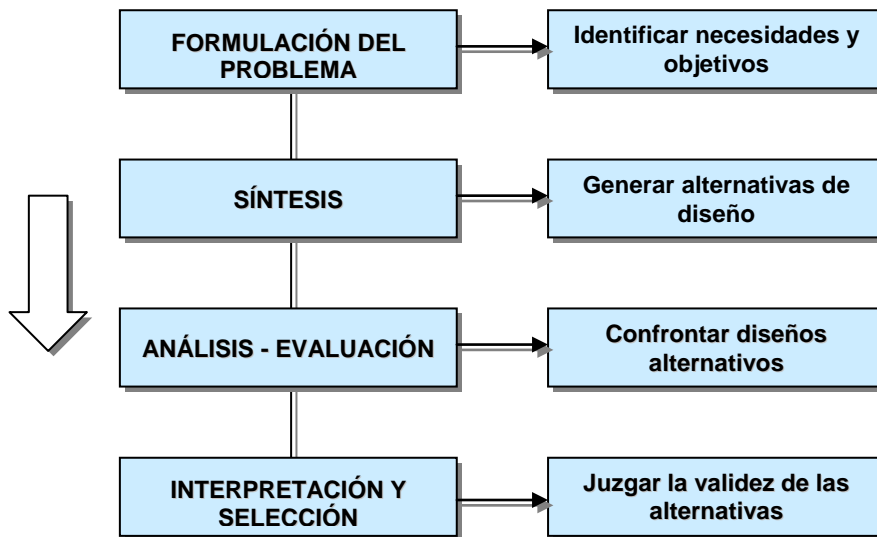 FORMULACIÓN DEL
PROBLEMA
Identificar necesidades y
objetivos
SÍNTESIS
Generar alternativas de
diseño
ANÁLISIS - EVALUACIÓN
Confrontar diseños
alternativos
INTERPRETACIÓN Y
SELECCIÓN
Juzgar la validez de las
alternativas